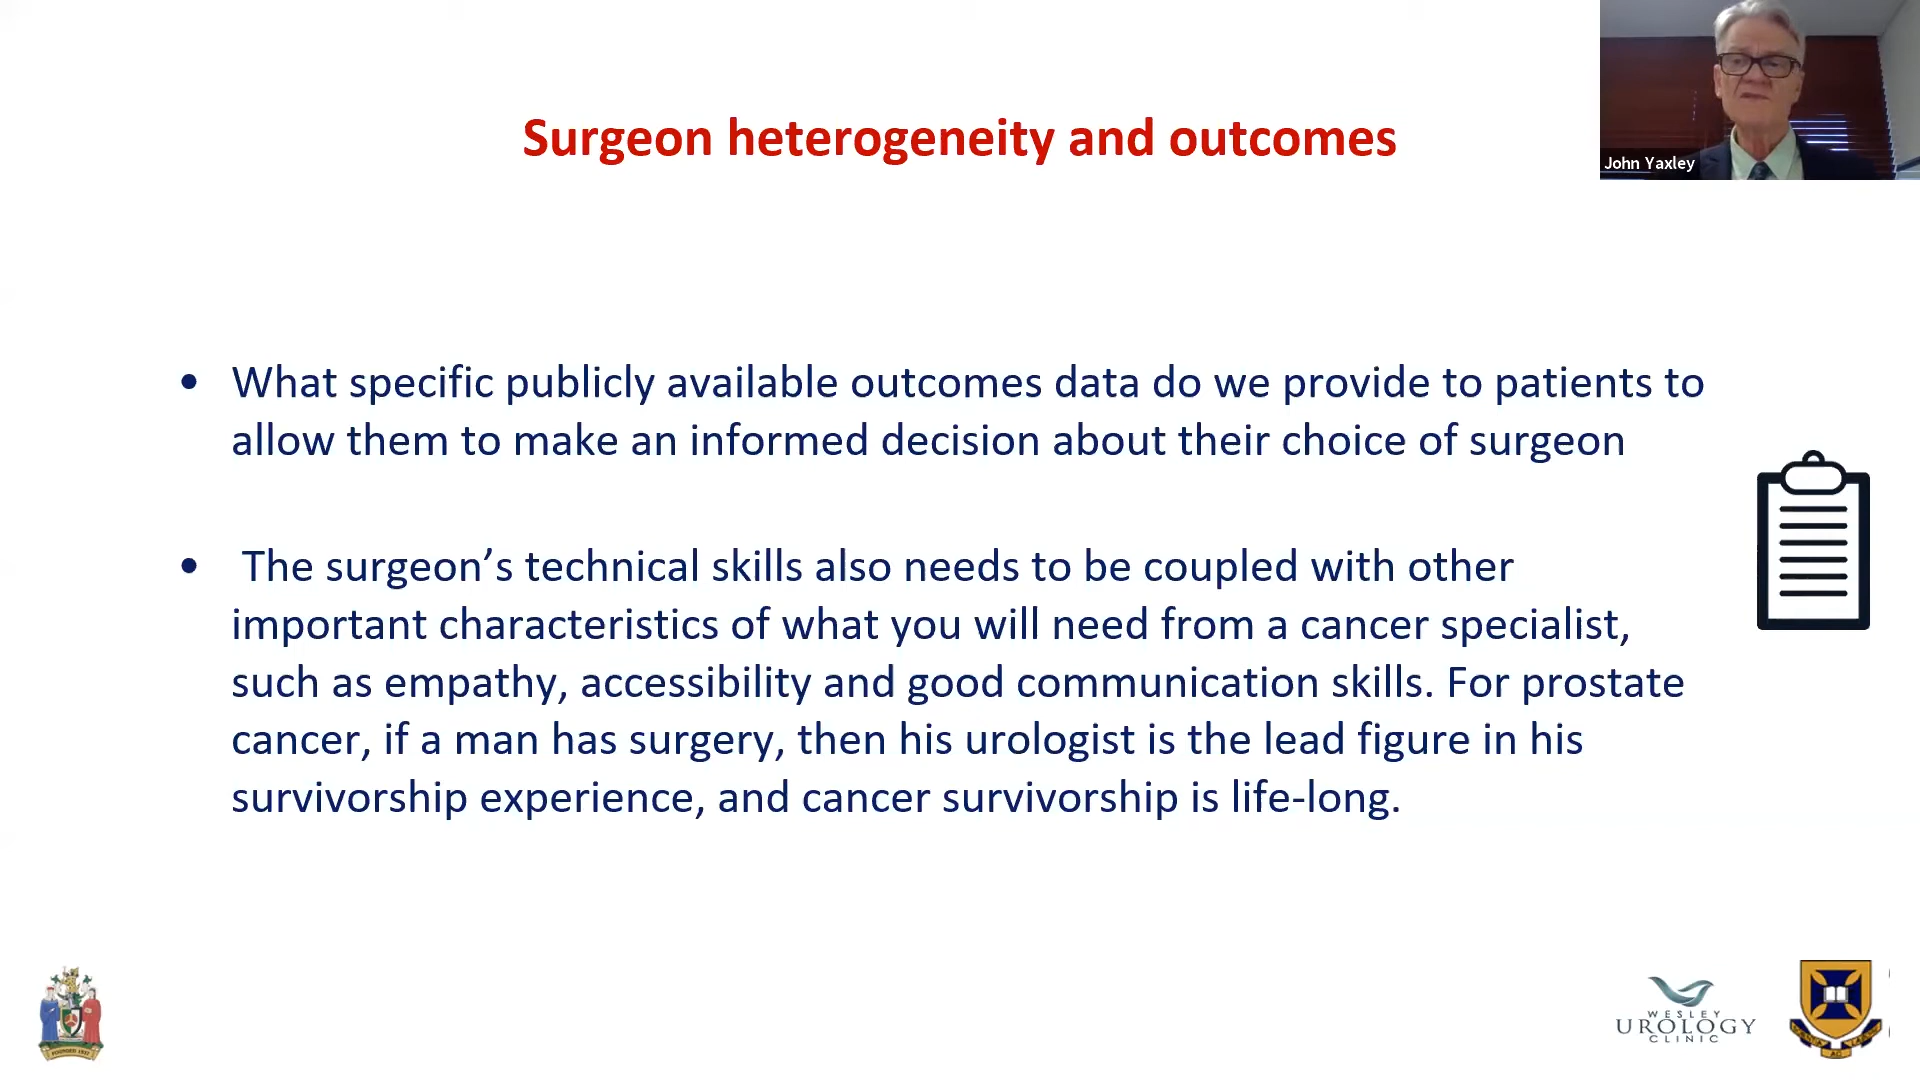 Surgeon heterogeneity and outcomes
John Yaxley
• What specific publicly available outcomes data do we provide to patients to
allow them to make an informed decision about their choice of surgeon
• The surgeon’s technical skills also needs to be coupled with other
important characteristics of what you will need from a cancer specialist,
such as empathy, accessibility and good communication skills. For prostate
cancer, if a man has surgery, then his urologist is the lead figure in his
survivorship experience, and cancer survivorship is life-long.
FOUNDED 1927
WESLEY
UROLOGY
CLINIC
AC